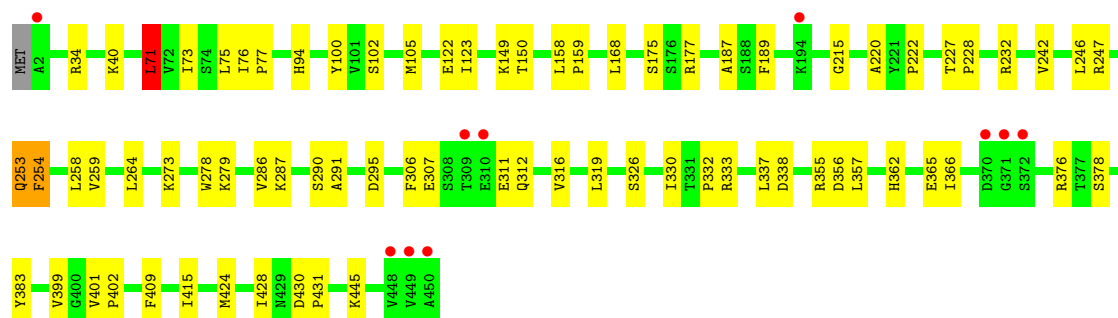 MET A2 R34 K40 L71 V72 I73 S74 L75 I76 P77 H94 Y100 V101 S102 M105 E122 I123 K149 T150 L158 P159 L168 S175 S176 R177 A187 S188 F189 K194 G215 A220 Y221 P222 T227 P228 R232 V242 L246 R247
Q253 F254 L258 V259 L264 K273 W278 K279 V286 K287 S290 A291 D295 F306 E307 S308 T309 E310 E311 Q312 V316 L319 S326 I330 T331 P332 R333 L337 D338 R355 D356 L357 H362 E365 I366 D370 G371 S372 R376 T377 S378
Y383 V399 G400 V401 P402 F409 I415 M424 I428 N429 D430 P431 K445 V448 V449 A450